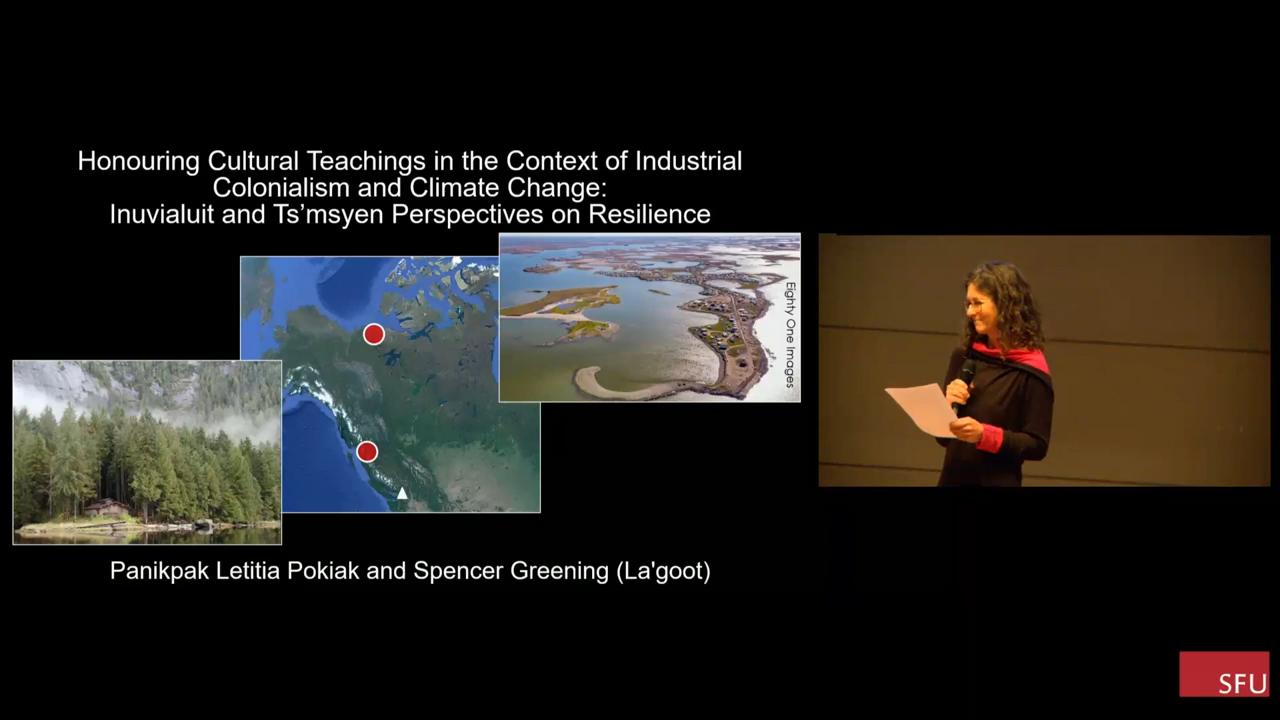 Honouring Cultural Teachings in the Context of Industrial
Colonialism and Climate Change:
Inuvialuit and Ts’msyen Perspectives on Resilience
Eighty One Images
Panikpak Letitia Pokiak and Spencer Greening (La'goot)
SFU